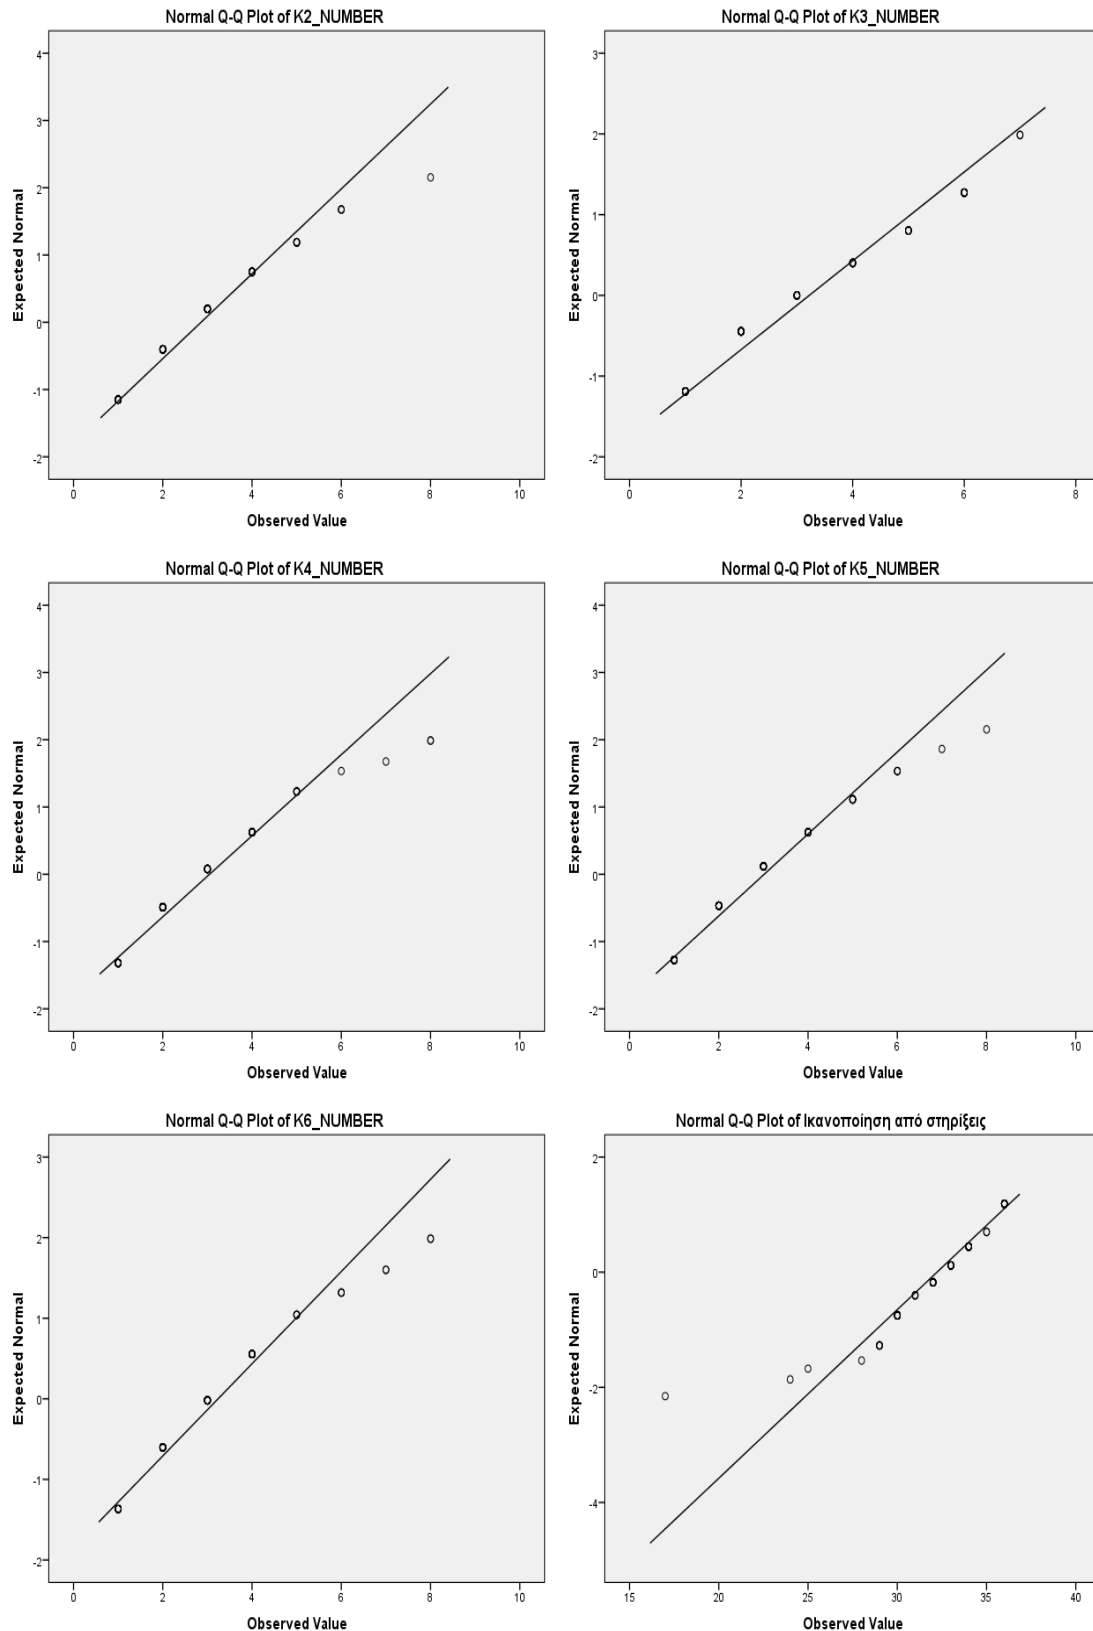 Normal Q-Q Plot of K2_NUMBER
4
3
2
1
0
-1
-2
0 2 4 6 8 10
Expected Normal
Observed Value
Normal Q-Q Plot of K3_NUMBER
3
2
1
0
-1
-2
0 2 4 6 8
Expected Normal
Observed Value
Normal Q-Q Plot of K4_NUMBER
4
3
2
1
0
-1
-2
0 2 4 6 8 10
Expected Normal
Observed Value
Normal Q-Q Plot of K5_NUMBER
4
3
2
1
0
-1
-2
0 2 4 6 8 10
Expected Normal
Observed Value
Normal Q-Q Plot of K6_NUMBER
3
2
1
0
-1
-2
0 2 4 6 8 10
Expected Normal
Observed Value
Normal Q-Q Plot of Ικανοποίηση από στηρίξεις
2
0
-2
-4
15 20 25 30 35 40
Expected Normal
Observed Value